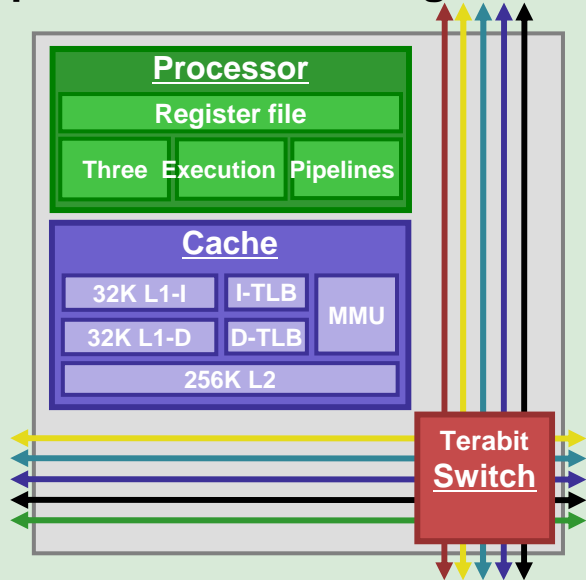 Processor
Register file
Three Execution Pipelines
Cache
32K L1-I I-TLB
MMU
32K L1-D D-TLB
256K L2
Terabit
Switch